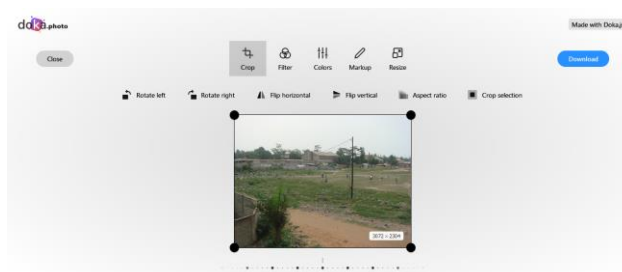 doka.photo
Made with Doka.j
Close
Crop Filter Colors Markup Resize
Download
Rotate left Rotate right Flip horizontal Flip vertical Aspect ratio Crop selection
3072 × 2304